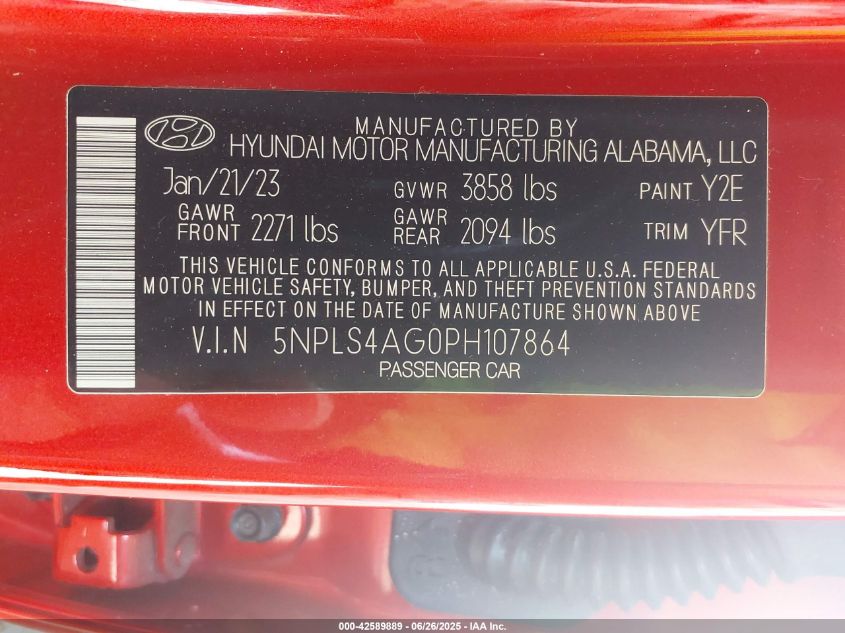 MANUFACTURED BY
HYUNDAI MOTOR MANUFACTURING ALABAMA, LLC
Jan/21/23 GVWR 3858 lbs PAINT Y2E
GAWR FRONT 2271 lbs GAWR REAR 2094 lbs TRIM YFR
THIS VEHICLE CONFORMS TO ALL APPLICABLE U.S.A. FEDERAL
MOTOR VEHICLE SAFETY, BUMPER, AND THEFT PREVENTION STANDARDS
IN EFFECT ON THE DATE OF MANUFACTURE SHOWN ABOVE
V.I.N 5NPLS4AG0PH107864
PASSENGER CAR
000-42589889 | 06/26/2025 - IAA Inc.